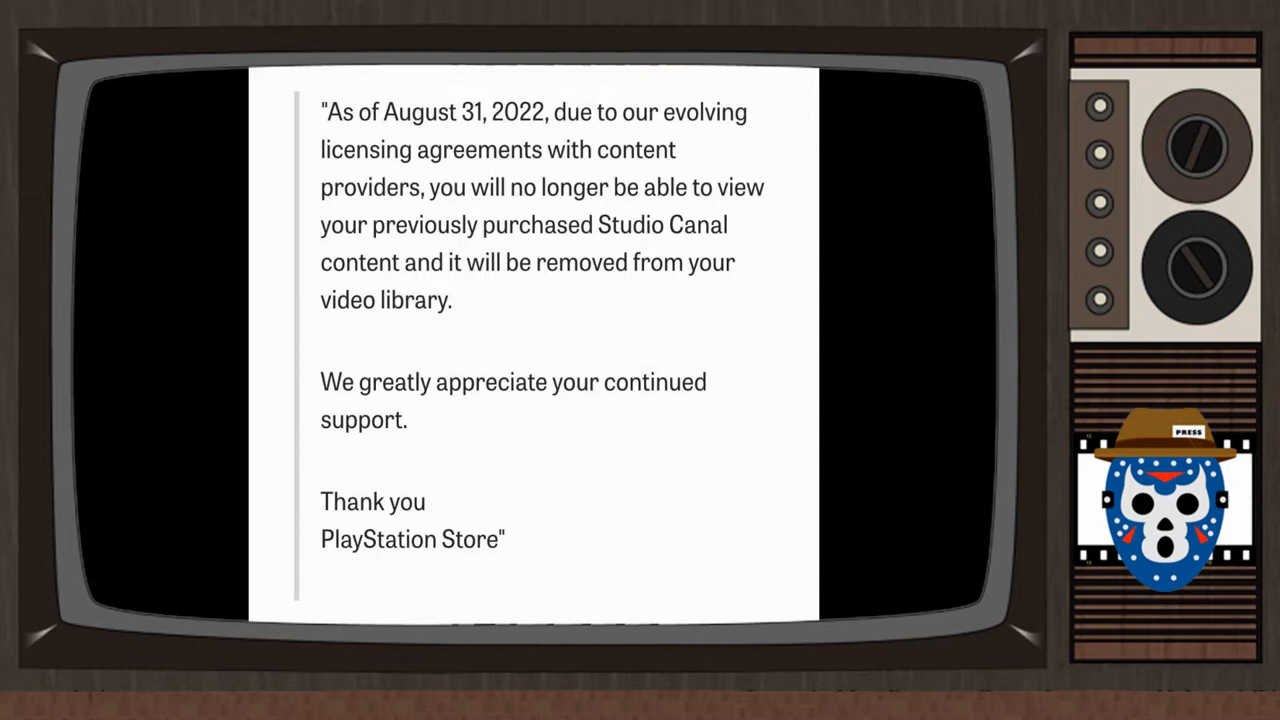 "As of August 31, 2022, due to our evolving
licensing agreements with content
providers, you will no longer be able to view
your previously purchased Studio Canal
content and it will be removed from your
video library.
We greatly appreciate your continued
support.
Thank you
PlayStation Store"
PRESS